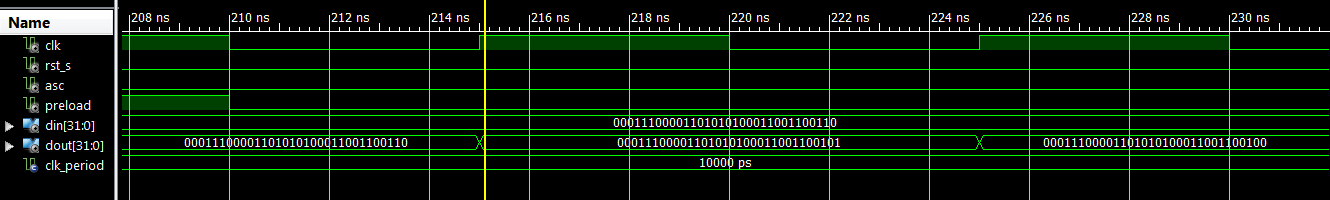 Name
208 ns 210 ns 212 ns 214 ns 216 ns 218 ns 220 ns 222 ns 224 ns 226 ns 228 ns 230 ns
clk
rst_s
asc
preload
din[31:0] 00011100001101010100011001100110
dout[31:0] 00011100001101010100011001100110 00011100001101010100011001100101 00011100001101010100011001100100
clk_period 10000 ps